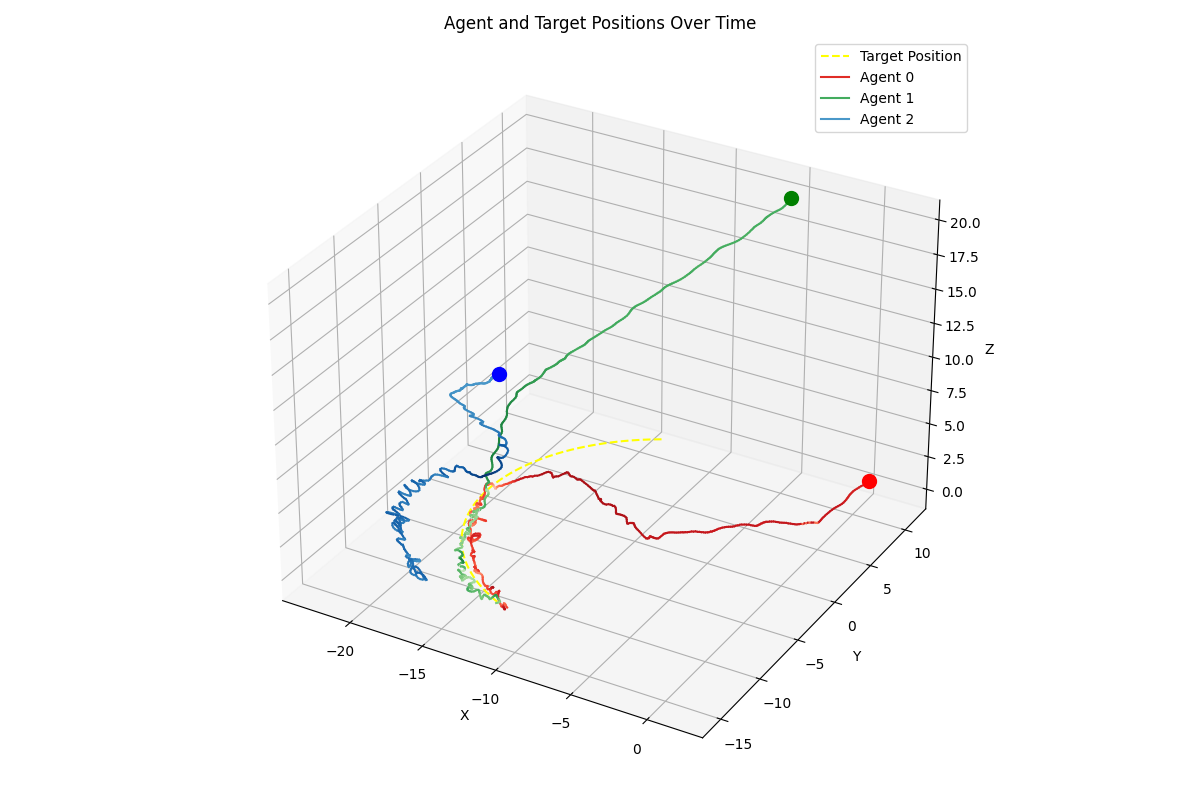 Agent and Target Positions Over Time
Target Position
Agent 0
Agent 1
Agent 2
20.0
17.5
15.0
12.5
10.0
7.5
5.0
2.5
0.0
Z
10
5
0
−5
−10
−15
Y
−20
−15
−10
−5
0
X